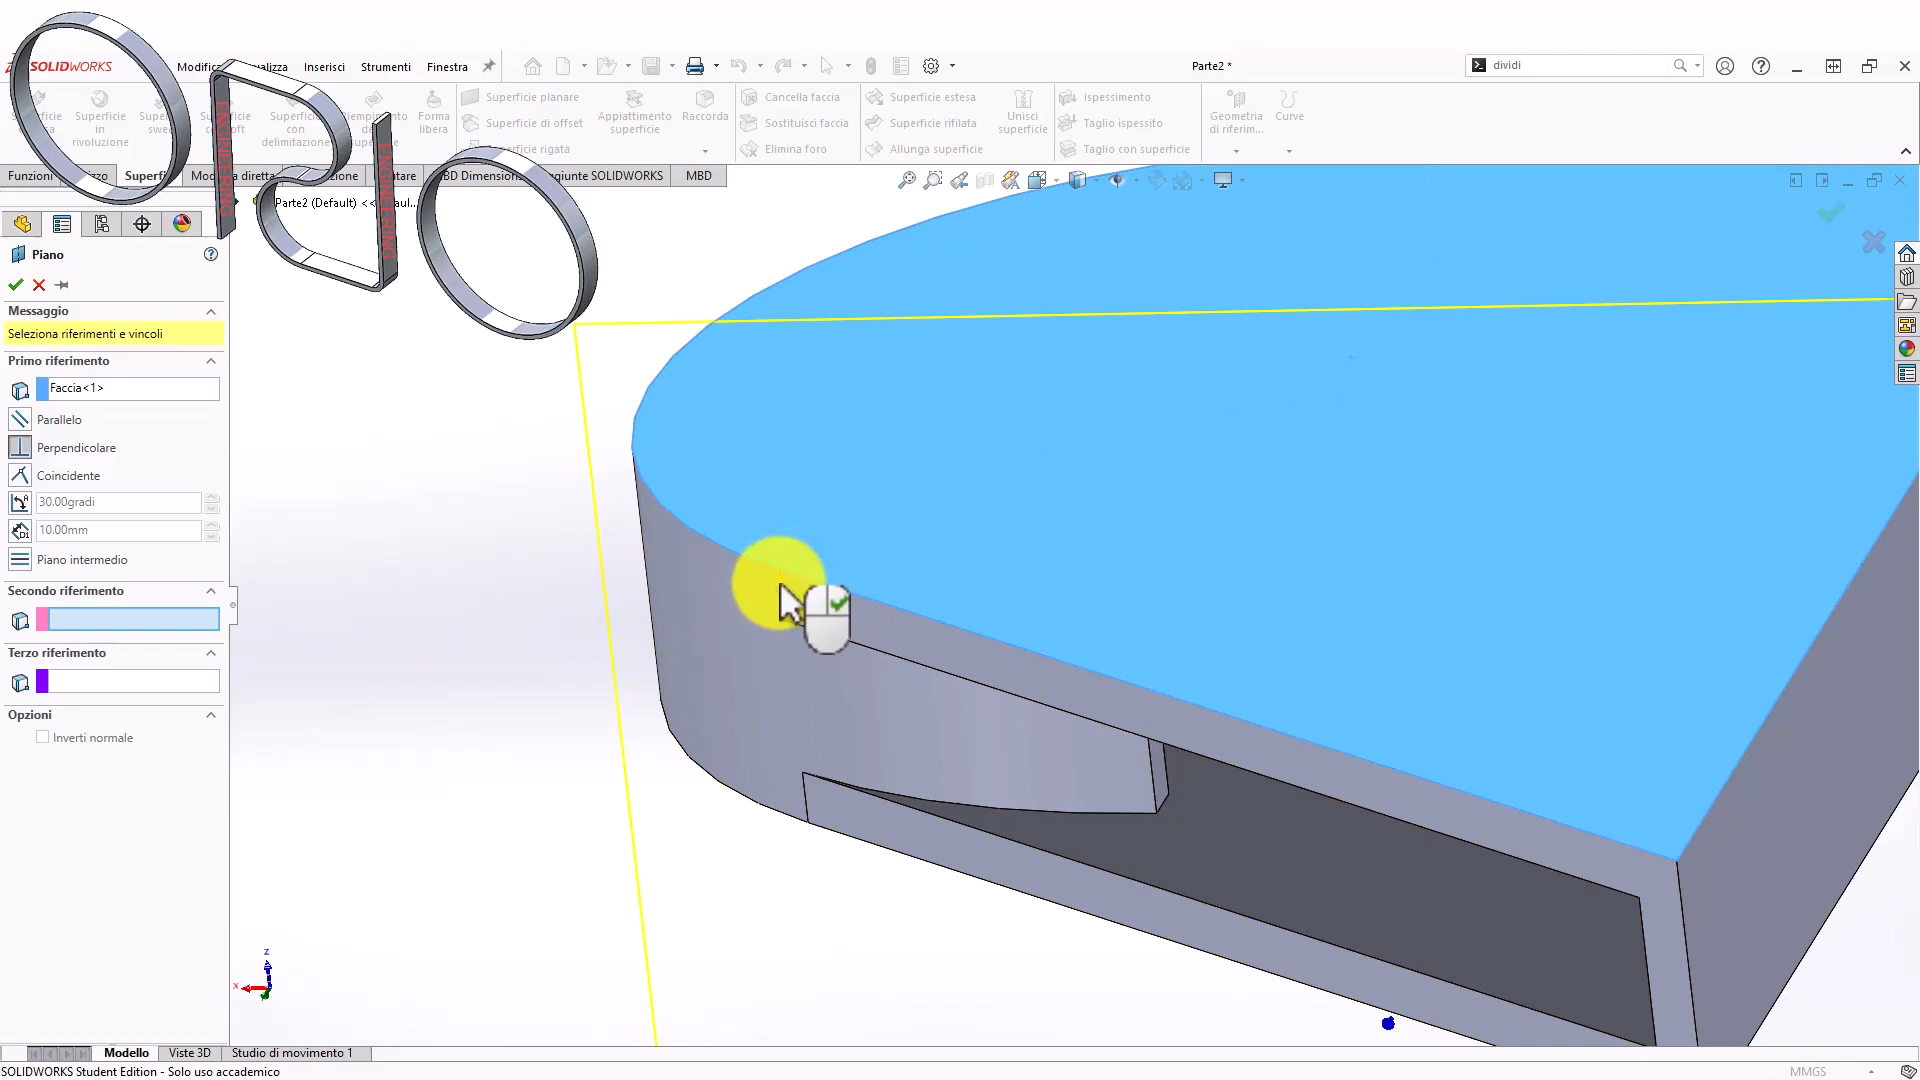 SOLIDWORKS
Inserisci
Strumenti
Finestra
Parte2 *
dividi
Superficie planare
Superficie di offset
Appiattimento
superficie
Raccorda
Cancella faccia
Sostituisci faccia
Elimina foro
Superficie estesa
Superficie rifilata
Allunga superficie
Unisci
superficie
Ispessimento
Taglio ispessito
Taglio con superficie
Geometria
di riferim...
Curve
in
rivoluzione
con
Forma
libera
Funzioni
MBD
Parte2 (Default) <<
ENGINEERING
ENGINEERING
Piano
Messaggio
Seleziona riferimenti e vincoli
Primo riferimento
Faccia<1>
Parallelo
Perpendicolare
Coincidente
30.00gradi
10.00mm
Piano intermedio
Secondo riferimento
Terzo riferimento
Opzioni
Inverti normale
z
x
Modello
Viste 3D
Studio di movimento 1
SOLIDWORKS Student Edition - Solo uso accademico
MMGS